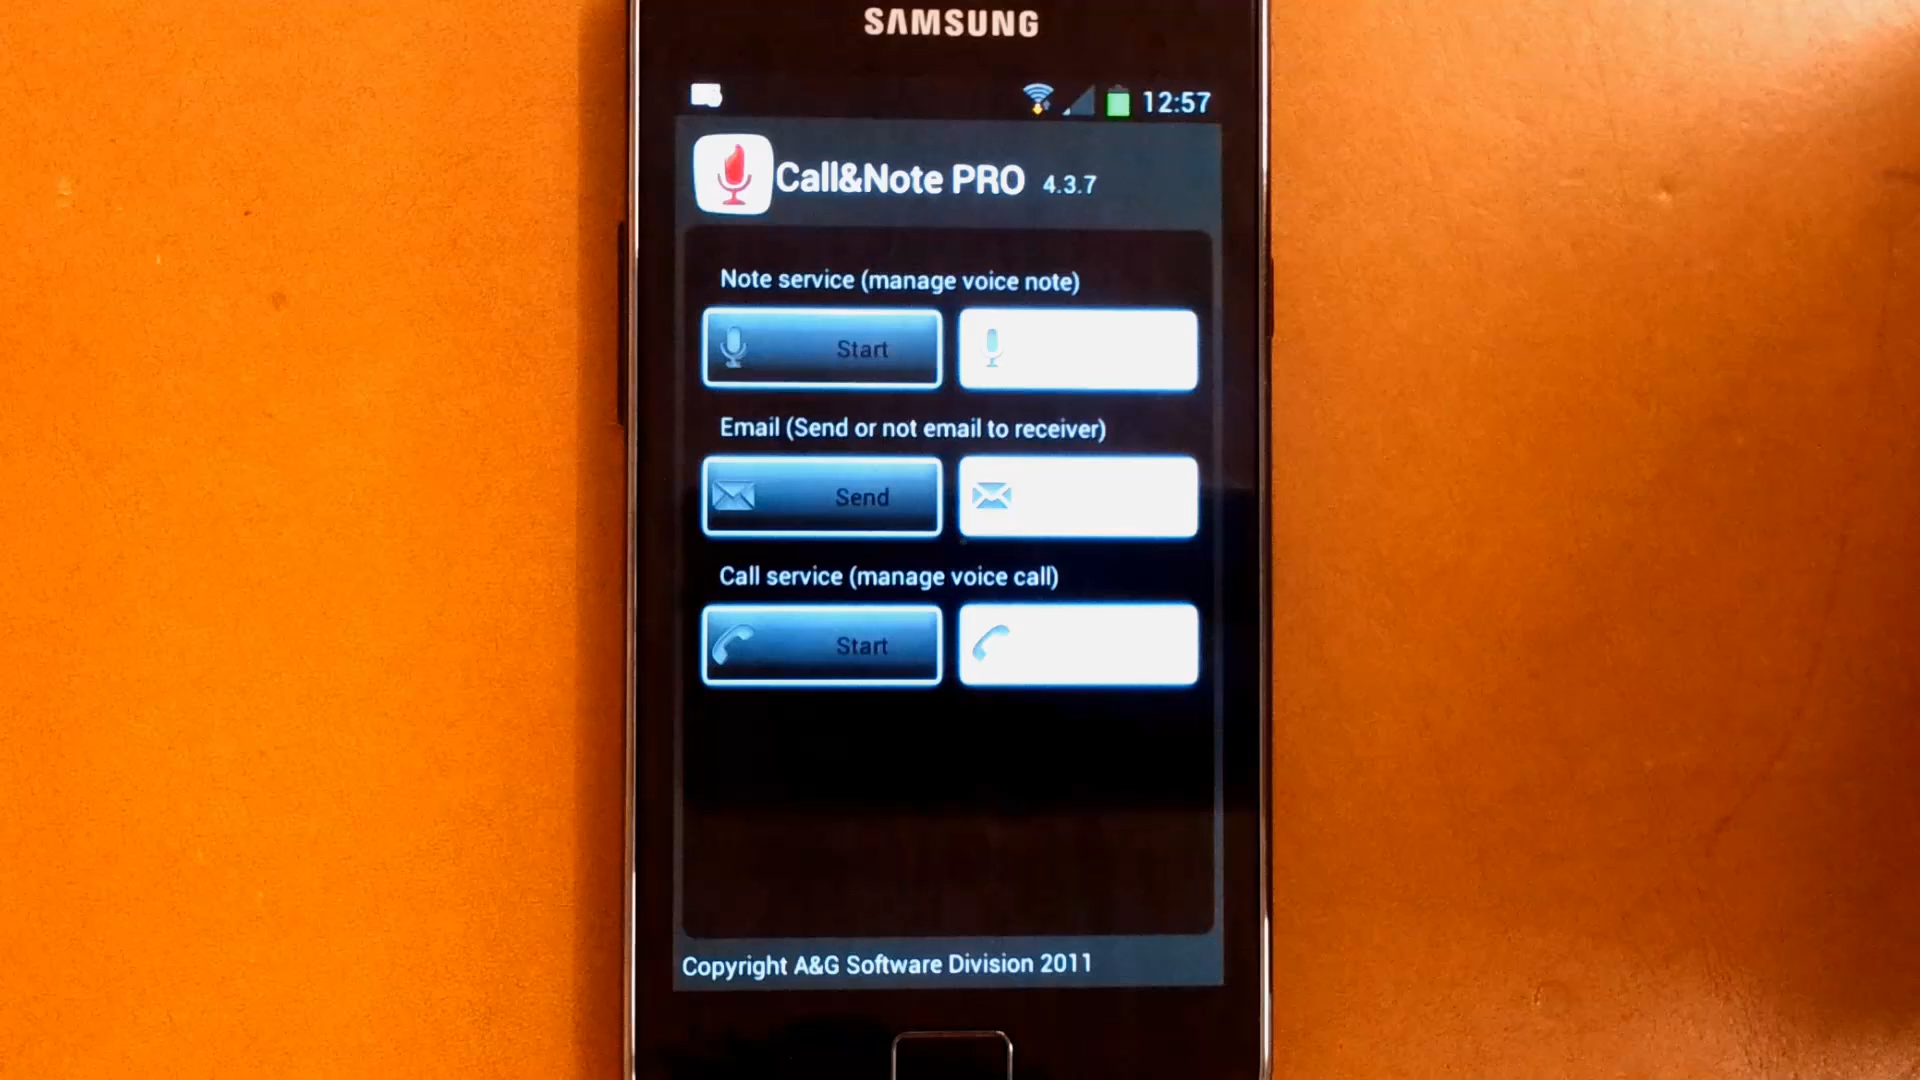 SAMSUNG
12:57
Call&Note PRO 4.3.7
Note service (manage voice note)
Start
Email (Send or not email to receiver)
Send
Call service (manage voice call)
Start
Copyright A&G Software Division 2011